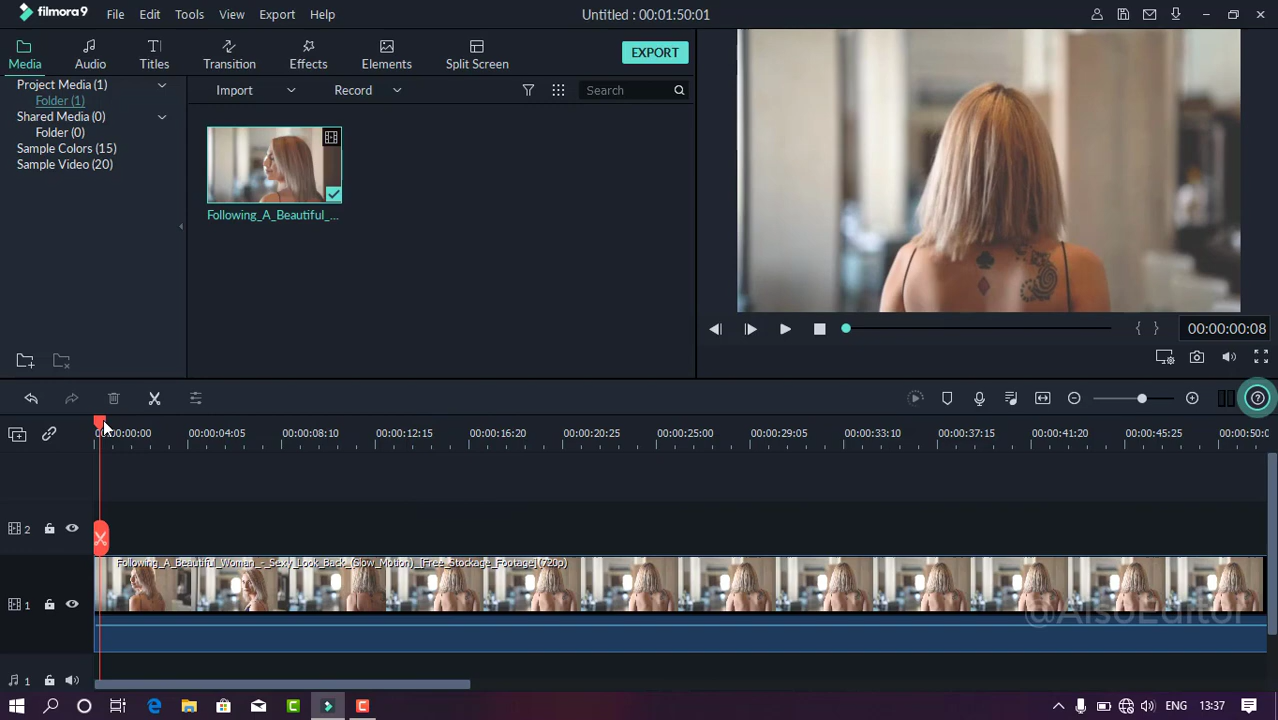 filmora9 File Edit Tools View Export Help Untitled : 00:01:50:01
Media Audio Titles Transition Effects Elements Split Screen EXPORT
Project Media (1)
Folder (1)
Shared Media (0)
Folder (0)
Sample Colors (15)
Sample Video (20)
Import Record Search
Following_A_Beautiful_...
00:00:00:08
00:00:00:00 00:00:04:05 00:00:08:10 00:00:12:15 00:00:16:20 00:00:20:25 00:00:25:00 00:00:29:05 00:00:33:10 00:00:37:15 00:00:41:20 00:00:45:25 00:00:50:0
2
Following_A_Beautiful_Woman_-_Sexy_Look_Back_(Slow_Motion)_[Free_Stockage_Footage](720p)
1
@AlsoEditor
1
ENG 13:37